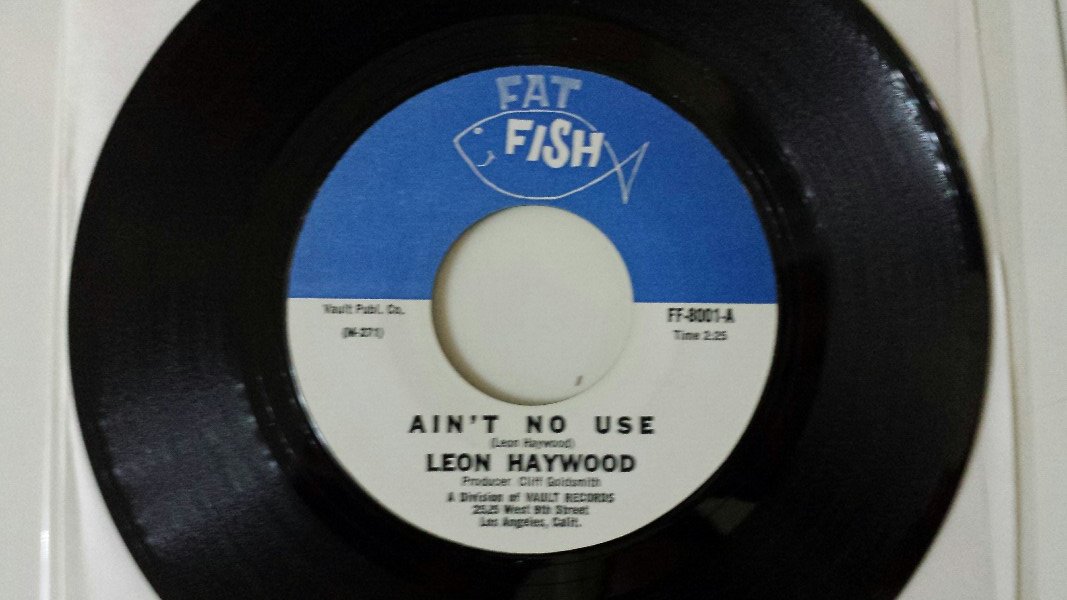 FAT
FISH
Vault Publ. Co.
(H-271)
FF-8001-A
Time 2:25
AIN'T NO USE
(Leon Haywood)
LEON HAYWOOD
Producer Cliff Goldsmith
A Division of VAULT RECORDS
2525 West 9th Street
Los Angeles, Calif.